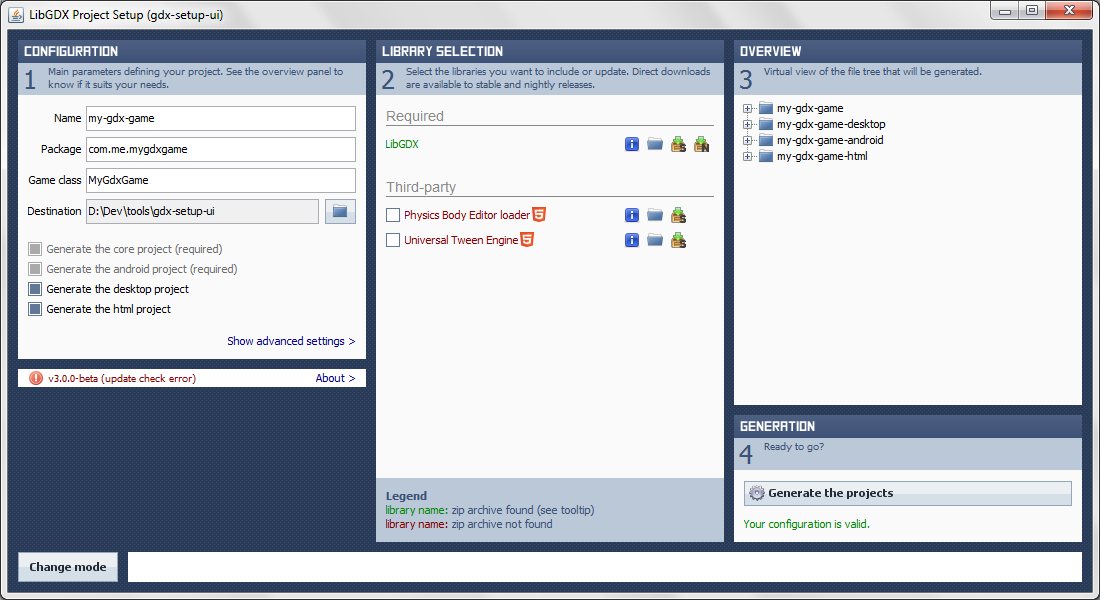 LibGDX Project Setup (gdx-setup-ui)
CONFIGURATION
1
Main parameters defining your project. See the overview panel to
know if it suits your needs.
Name my-gdx-game
Package com.me.mygdxgame
Game class MyGdxGame
Destination D:\Dev\tools\gdx-setup-ui
Generate the core project (required)
Generate the android project (required)
Generate the desktop project
Generate the html project
Show advanced settings >
v3.0.0-beta (update check error) About >
LIBRARY SELECTION
2
Select the libraries you want to include or update. Direct downloads
are available to stable and nightly releases.
Required
LibGDX i S N
Third-party
Physics Body Editor loader 5 i S
Universal Tween Engine 5 i S
Legend
library name: zip archive found (see tooltip)
library name: zip archive not found
OVERVIEW
3
Virtual view of the file tree that will be generated.
my-gdx-game
my-gdx-game-desktop
my-gdx-game-android
my-gdx-game-html
GENERATION
4
Ready to go?
Generate the projects
Your configuration is valid.
Change mode